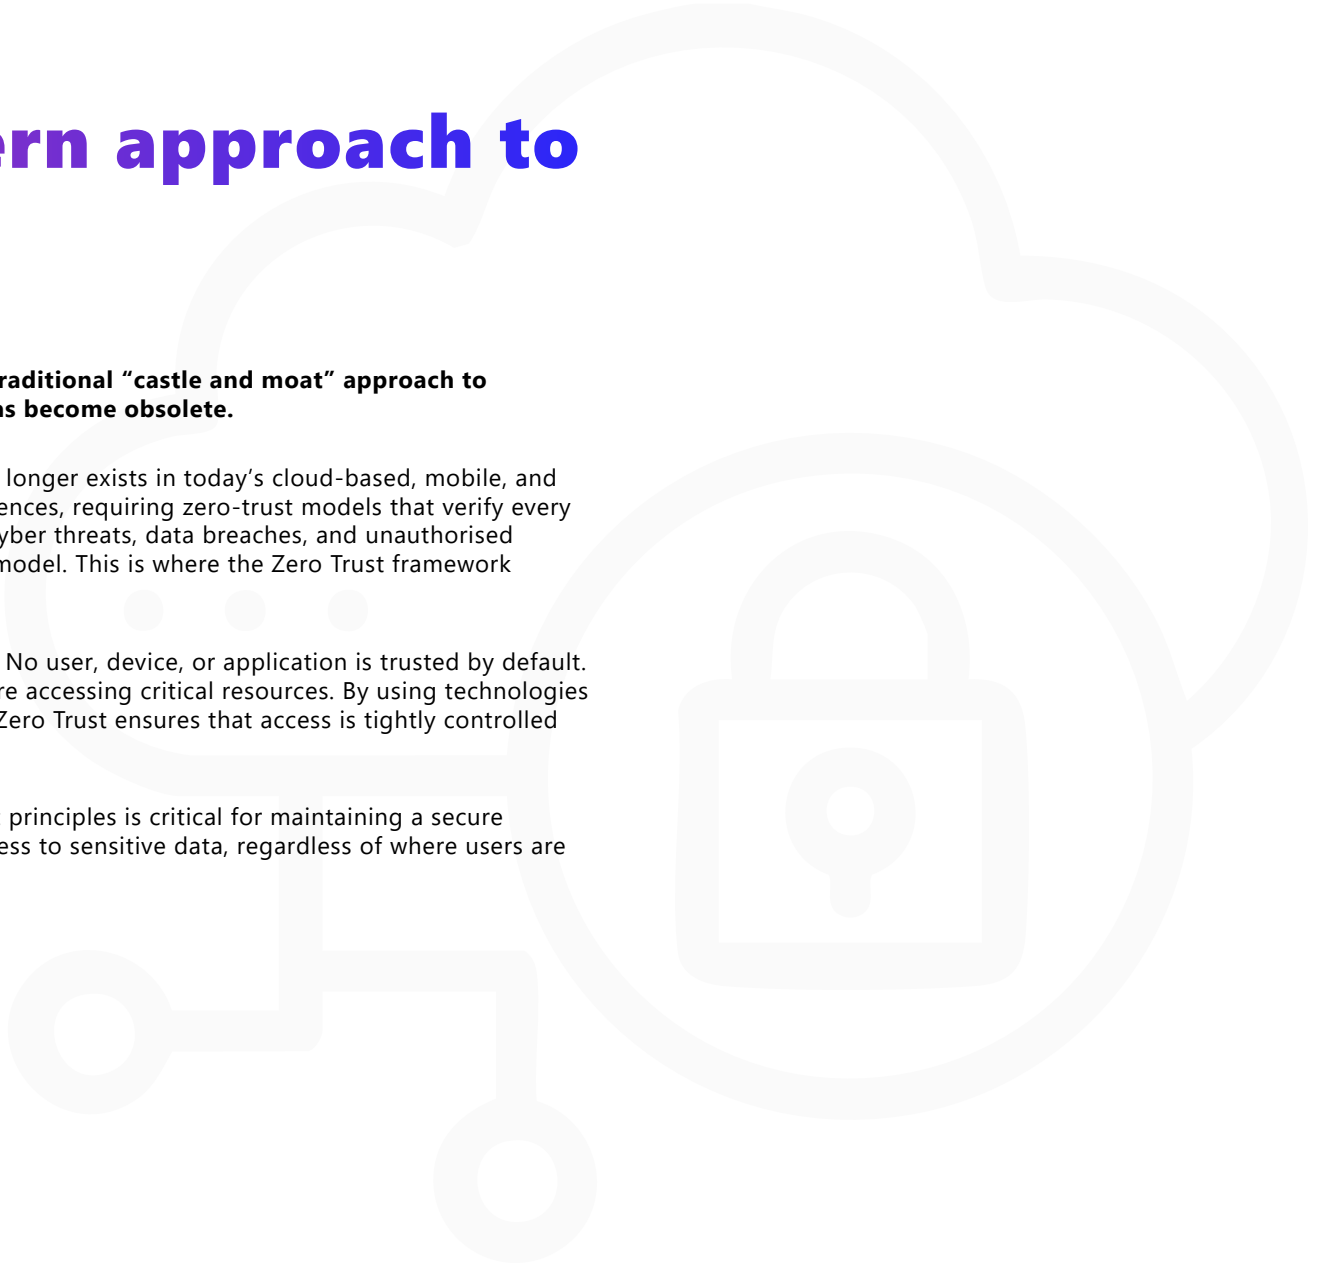 ern approach to
raditional “castle and moat” approach to
as become obsolete.
longer exists in today’s cloud-based, mobile, and
ences, requiring zero-trust models that verify every
yber threats, data breaches, and unauthorised
model. This is where the Zero Trust framework
No user, device, or application is trusted by default.
re accessing critical resources. By using technologies
Zero Trust ensures that access is tightly controlled
principles is critical for maintaining a secure
ess to sensitive data, regardless of where users are